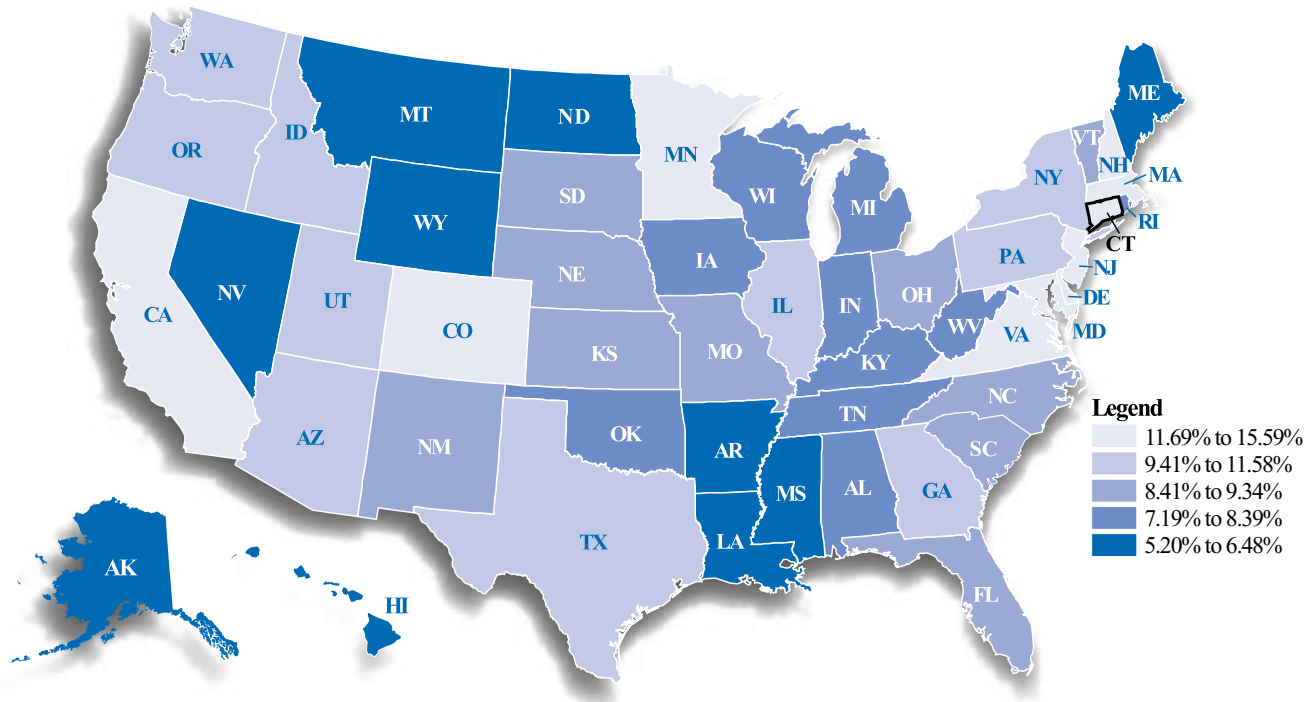 WA
MT
ND
ME
ID
OR
MN
VT
NH
MA
NY
SD
WI
MI
WY
RI
CT
IA
PA
NE
NJ
NV
UT
OH
DE
IL
IN
CA
CO
WV
MD
VA
KS
MO
KY
NC
TN
OK
AZ
NM
AR
SC
MS
AL
GA
TX
LA
AK
FL
HI
Legend
11.69% to 15.59%
9.41% to 11.58%
8.41% to 9.34%
7.19% to 8.39%
5.20% to 6.48%